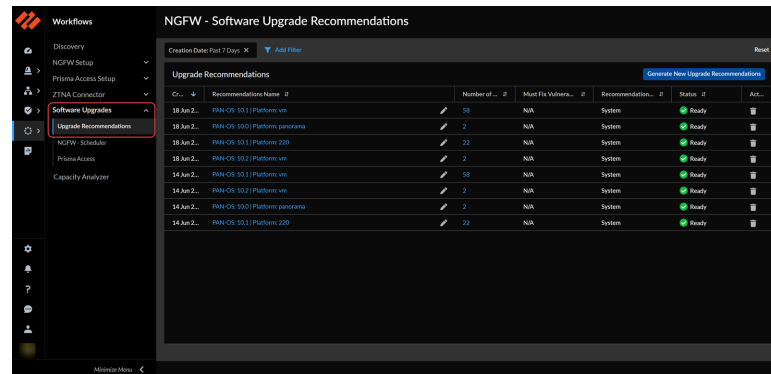 Workflows
NGFW - Software Upgrade Recommendations
Discovery
NGFW Setup
Prisma Access Setup
ZTNA Connector
Software Upgrades
Upgrade Recommendations
NGFW - Scheduler
Prisma Access
Capacity Analyzer
Creation Date: Past 7 Days X Add Filter Reset
Upgrade Recommendations Generate New Upgrade Recommendations
Cr... Recommendations Name Number of ... Must Fix Vulnera... Recommendation... Status Act...
18 Jun 2... PAN-OS: 10.1 | Platform: vm 58 N/A System Ready
18 Jun 2... PAN-OS: 10.0 | Platform: panorama 2 N/A System Ready
18 Jun 2... PAN-OS: 10.1 | Platform: 220 22 N/A System Ready
18 Jun 2... PAN-OS: 10.2 | Platform: vm 2 N/A System Ready
14 Jun 2... PAN-OS: 10.1 | Platform: vm 58 N/A System Ready
14 Jun 2... PAN-OS: 10.2 | Platform: vm 2 N/A System Ready
14 Jun 2... PAN-OS: 10.0 | Platform: panorama 2 N/A System Ready
14 Jun 2... PAN-OS: 10.1 | Platform: 220 22 N/A System Ready
Minimize Menu